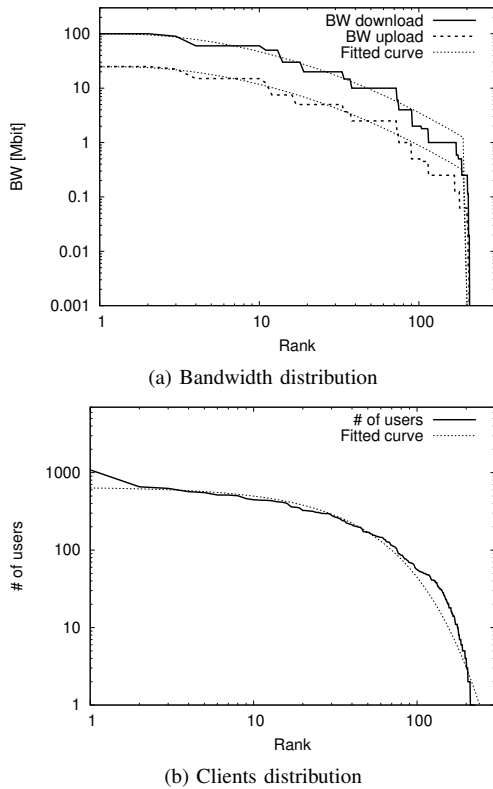 BW download
BW upload
Fitted curve
BW [Mbit]
100
10
1
0.1
0.01
0.001
1
10
100
Rank
(a) Bandwidth distribution
# of users
Fitted curve
# of users
1000
100
10
1
1
10
100
Rank
(b) Clients distribution